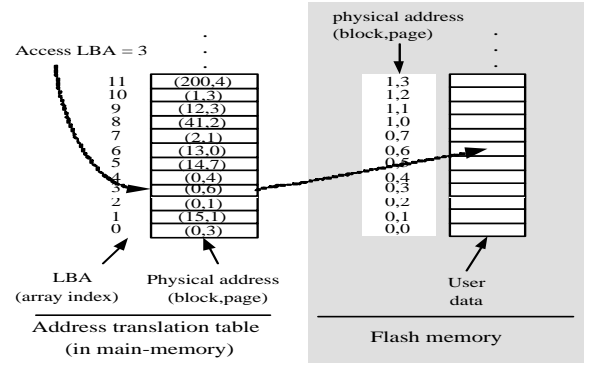 Access LBA = 3
11 (200,4)
10 (1,3)
9 (12,3)
8 (41,2)
7 (2,1)
6 (13,0)
5 (14,7)
4 (0,4)
3 (0,6)
2 (0,1)
1 (15,1)
0 (0,3)
LBA
(array index)
Physical address
(block,page)
Address translation table
(in main-memory)
physical address
(block,page)
1,3
1,2
1,1
1,0
0,7
0,6
0,5
0,4
0,3
0,2
0,1
0,0
User
data
Flash memory